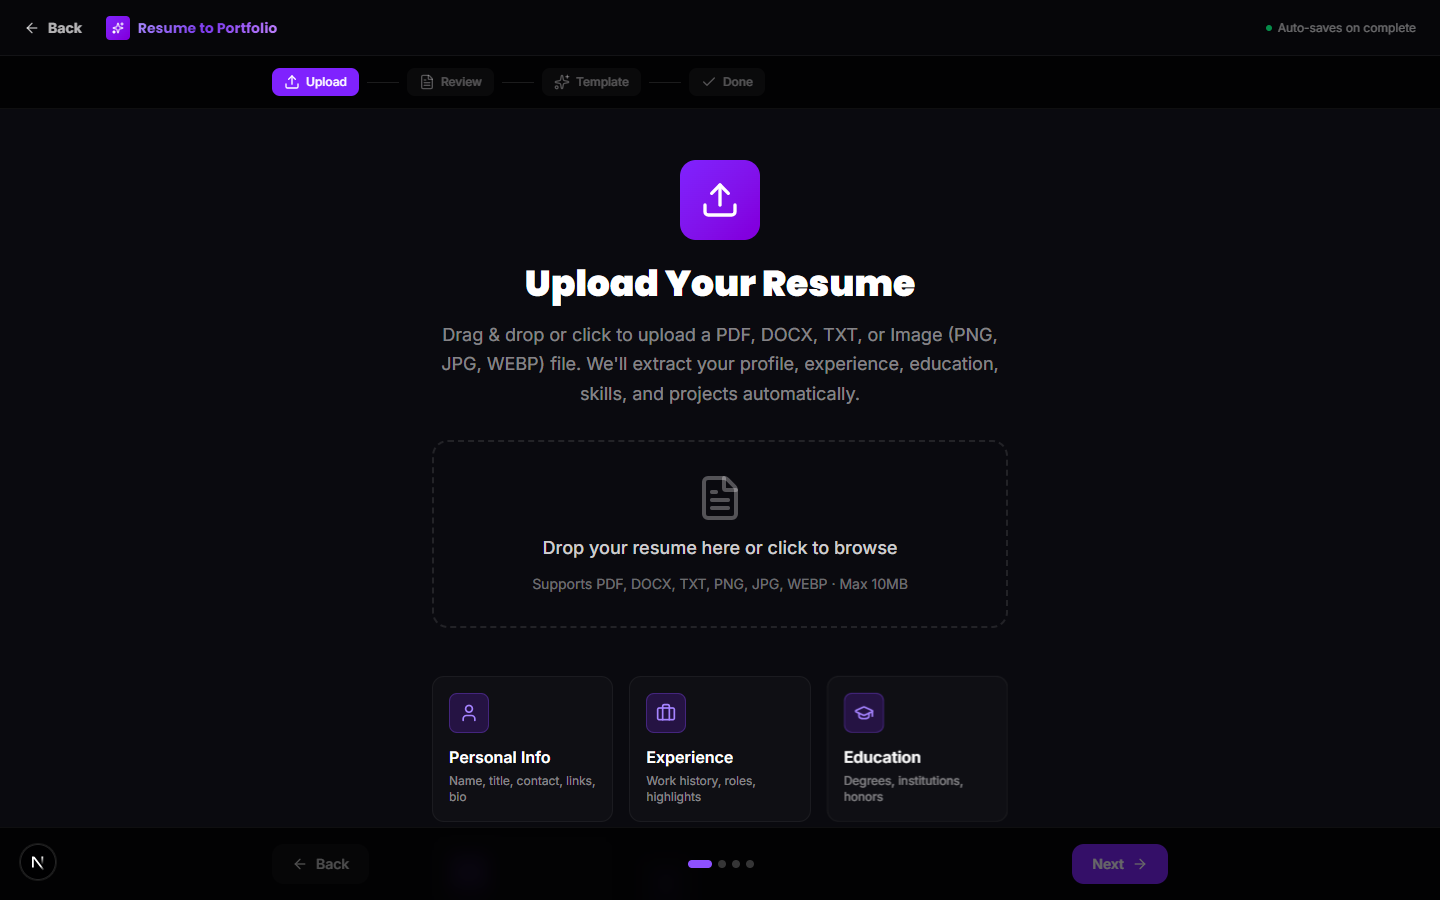 Back
Resume to Portfolio
Auto-saves on complete
Upload
Review
Template
Done
Upload Your Resume
Drag & drop or click to upload a PDF, DOCX, TXT, or Image (PNG,
JPG, WEBP) file. We'll extract your profile, experience, education,
skills, and projects automatically.
Drop your resume here or click to browse
Supports PDF, DOCX, TXT, PNG, JPG, WEBP · Max 10MB
Personal Info
Name, title, contact, links,
bio
Experience
Work history, roles,
highlights
Education
Degrees, institutions,
honors
N
Back
Next